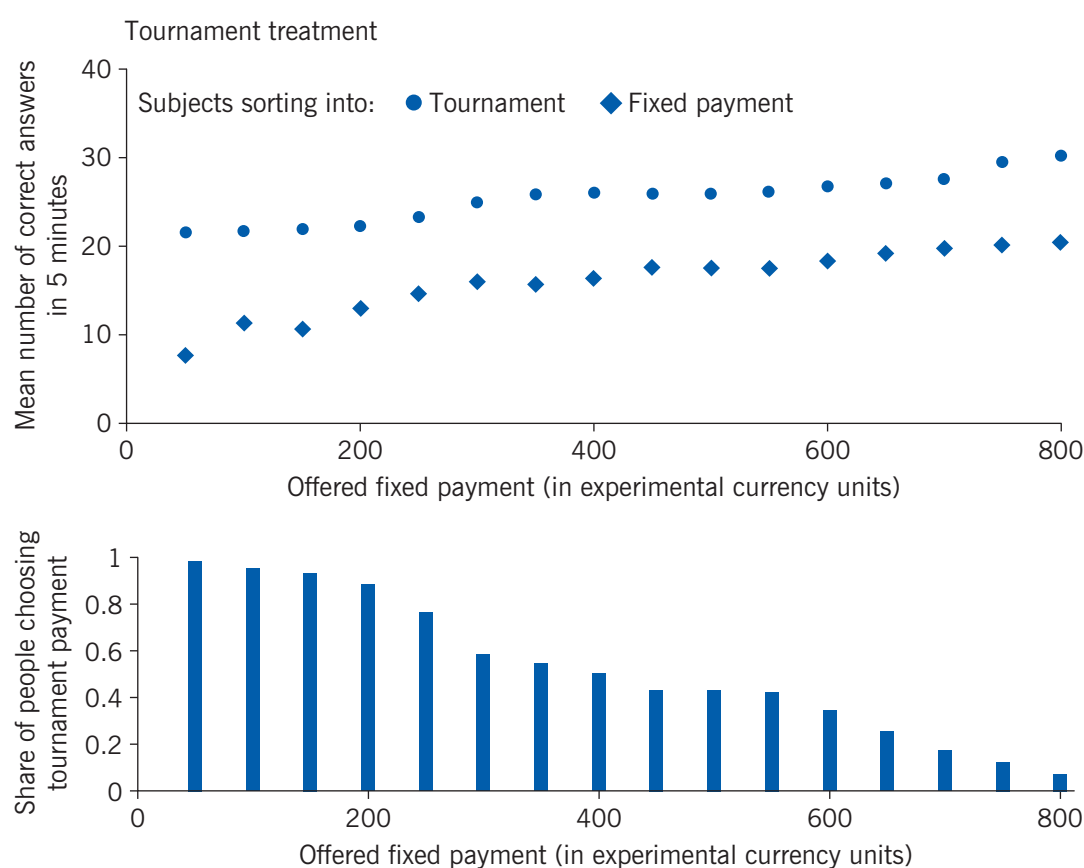 Tournament treatment
Mean number of correct answers
in 5 minutes
40
30
20
10
0
Subjects sorting into: Tournament Fixed payment
0 200 400 600 800
Offered fixed payment (in experimental currency units)
Share of people choosing
tournament payment
1
0.8
0.6
0.4
0.2
0
0 200 400 600 800
Offered fixed payment (in experimental currency units)